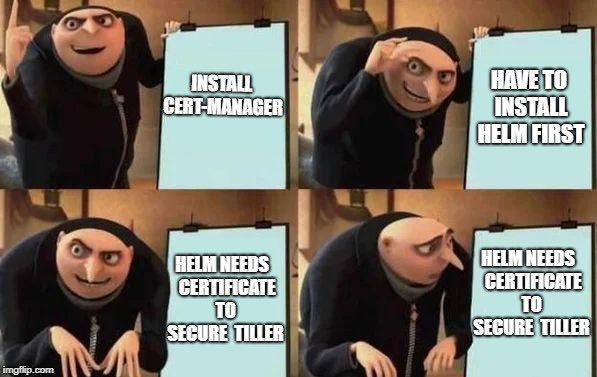 INSTALL
CERT-MANAGER
HAVE TO
INSTALL
HELM FIRST
HELM NEEDS
CERTIFICATE
TO
SECURE TILLER
HELM NEEDS
CERTIFICATE
TO
SECURE TILLER
imgflip.com